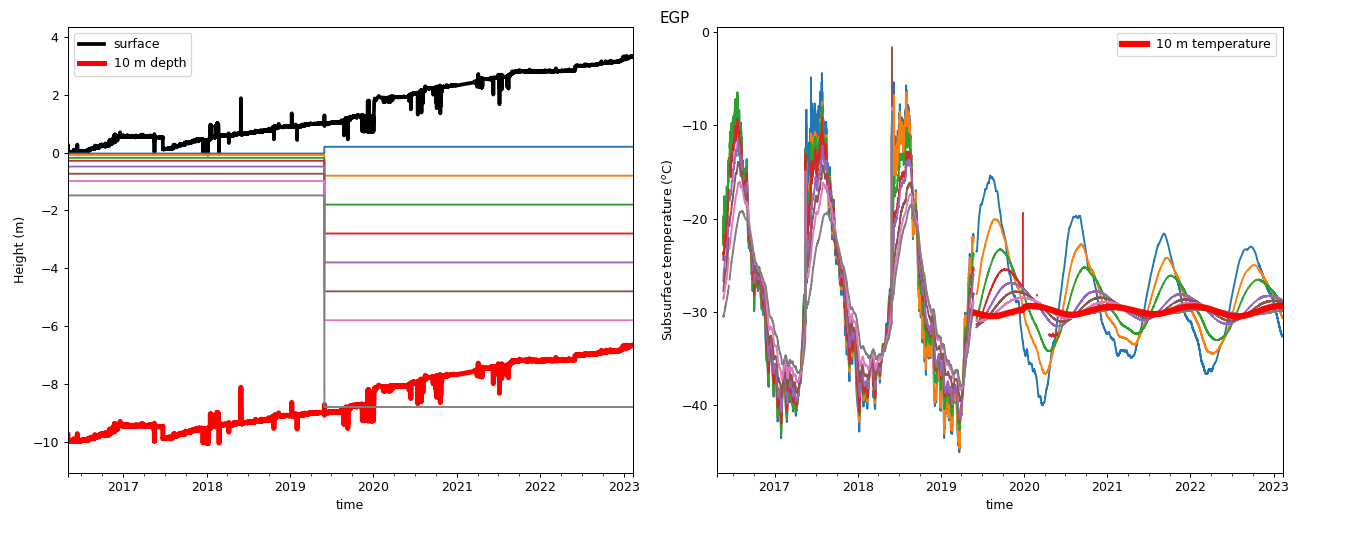 EGP
surface
10 m depth
Height (m)
4
2
0
−2
−4
−6
−8
−10
2017 2018 2019 2020 2021 2022 2023
time
10 m temperature
Subsurface temperature (°C)
0
−10
−20
−30
−40
2017 2018 2019 2020 2021 2022 2023
time